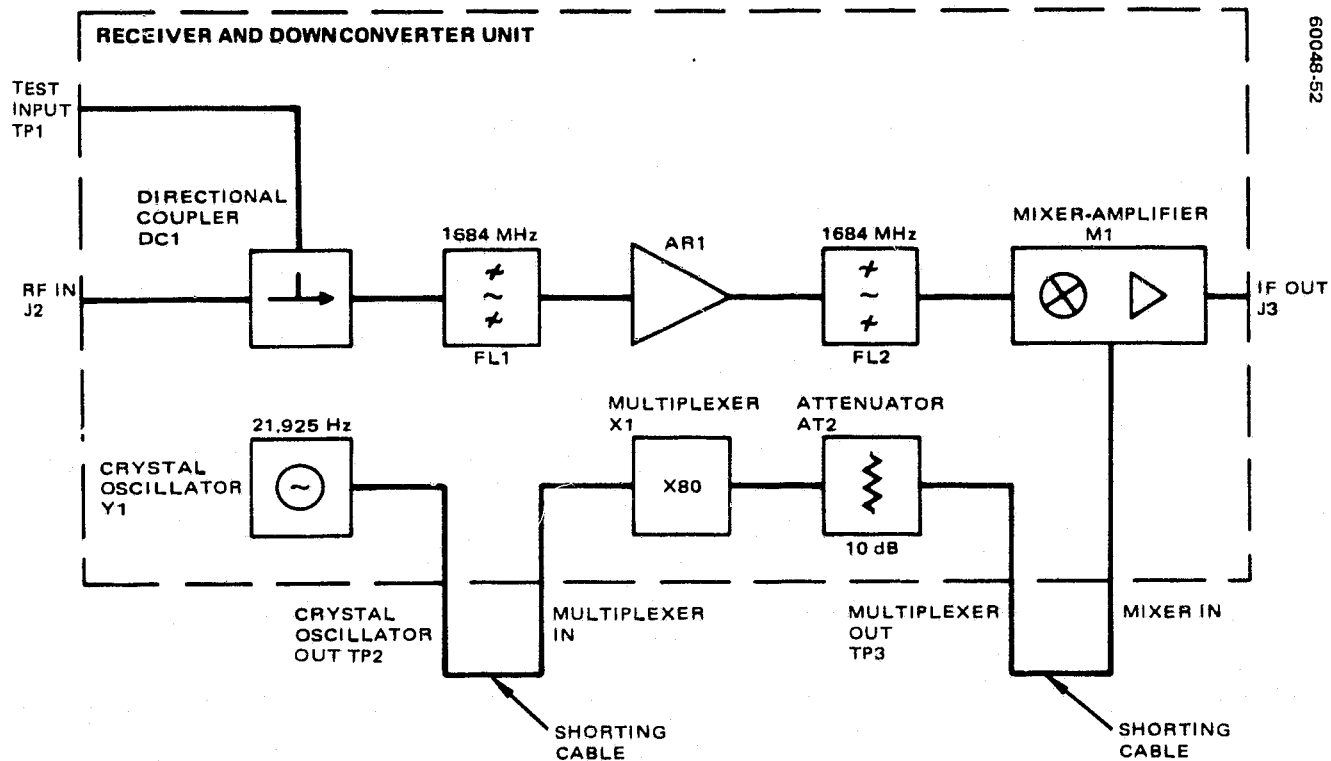 RECEIVER AND DOWNCONVERTER UNIT
60048-52
TEST
INPUT
TP1
DIRECTIONAL
COUPLER
DC1
1684 MHz
AR1
1684 MHz
MIXER-AMPLIFIER
M1
RF IN
J2
IF OUT
J3
FL1
FL2
21.925 Hz
MULTIPLEXER
X1
ATTENUATOR
AT2
CRYSTAL
OSCILLATOR
Y1
X80
10 dB
CRYSTAL
OSCILLATOR
OUT TP2
MULTIPLEXER
IN
MULTIPLEXER
OUT
TP3
MIXER IN
SHORTING
CABLE
SHORTING
CABLE